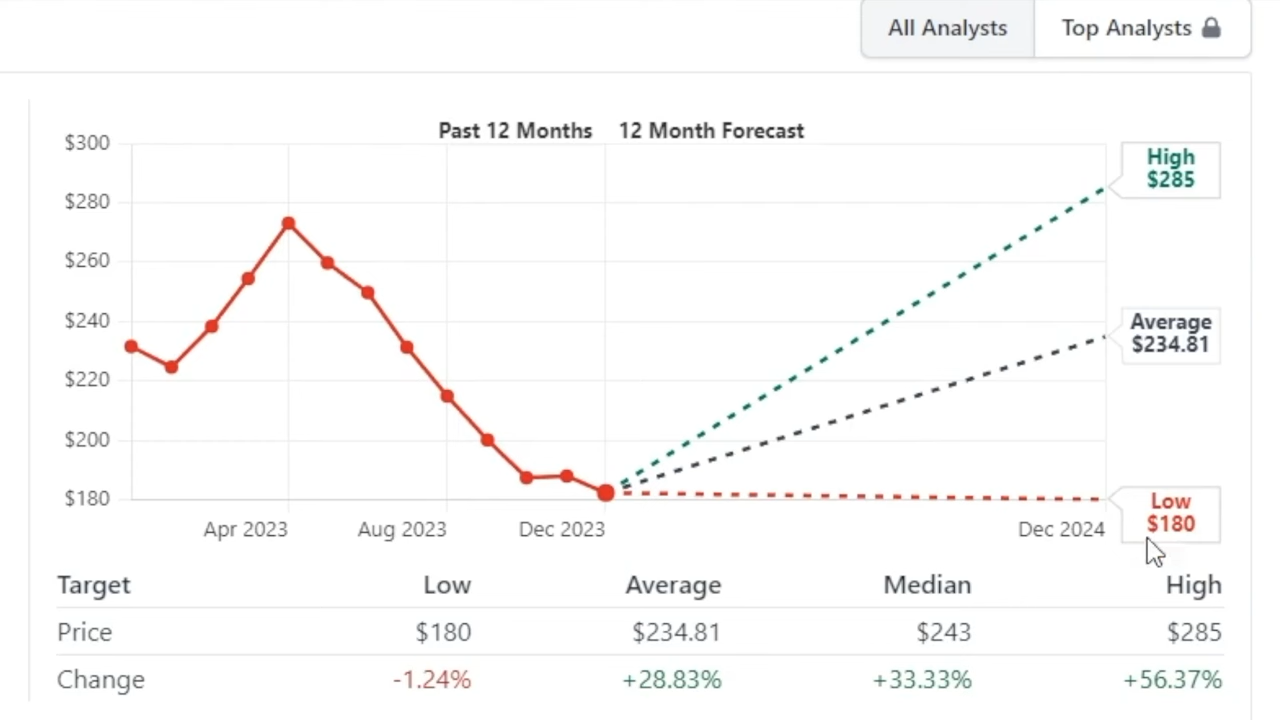 All Analysts Top Analysts
Past 12 Months 12 Month Forecast
$300
$280
$260
$240
$220
$200
$180
High
$285
Average
$234.81
Low
$180
Apr 2023 Aug 2023 Dec 2023 Dec 2024
Target Low Average Median High
Price $180 $234.81 $243 $285
Change -1.24% +28.83% +33.33% +56.37%